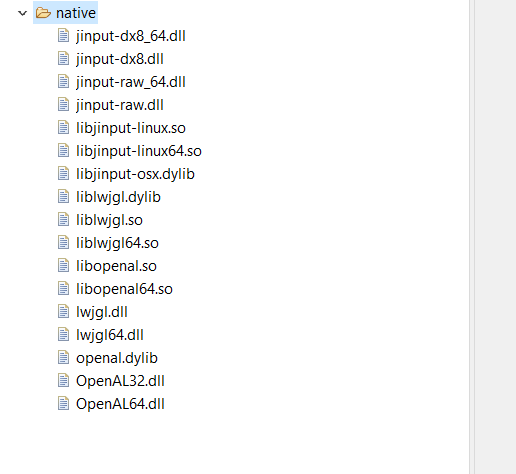 native
jinput-dx8_64.dll
jinput-dx8.dll
jinput-raw_64.dll
jinput-raw.dll
libjinput-linux.so
libjinput-linux64.so
libjinput-osx.dylib
liblwjgl.dylib
liblwjgl.so
liblwjgl64.so
libopenal.so
libopenal64.so
lwjgl.dll
lwjgl64.dll
openal.dylib
OpenAL32.dll
OpenAL64.dll